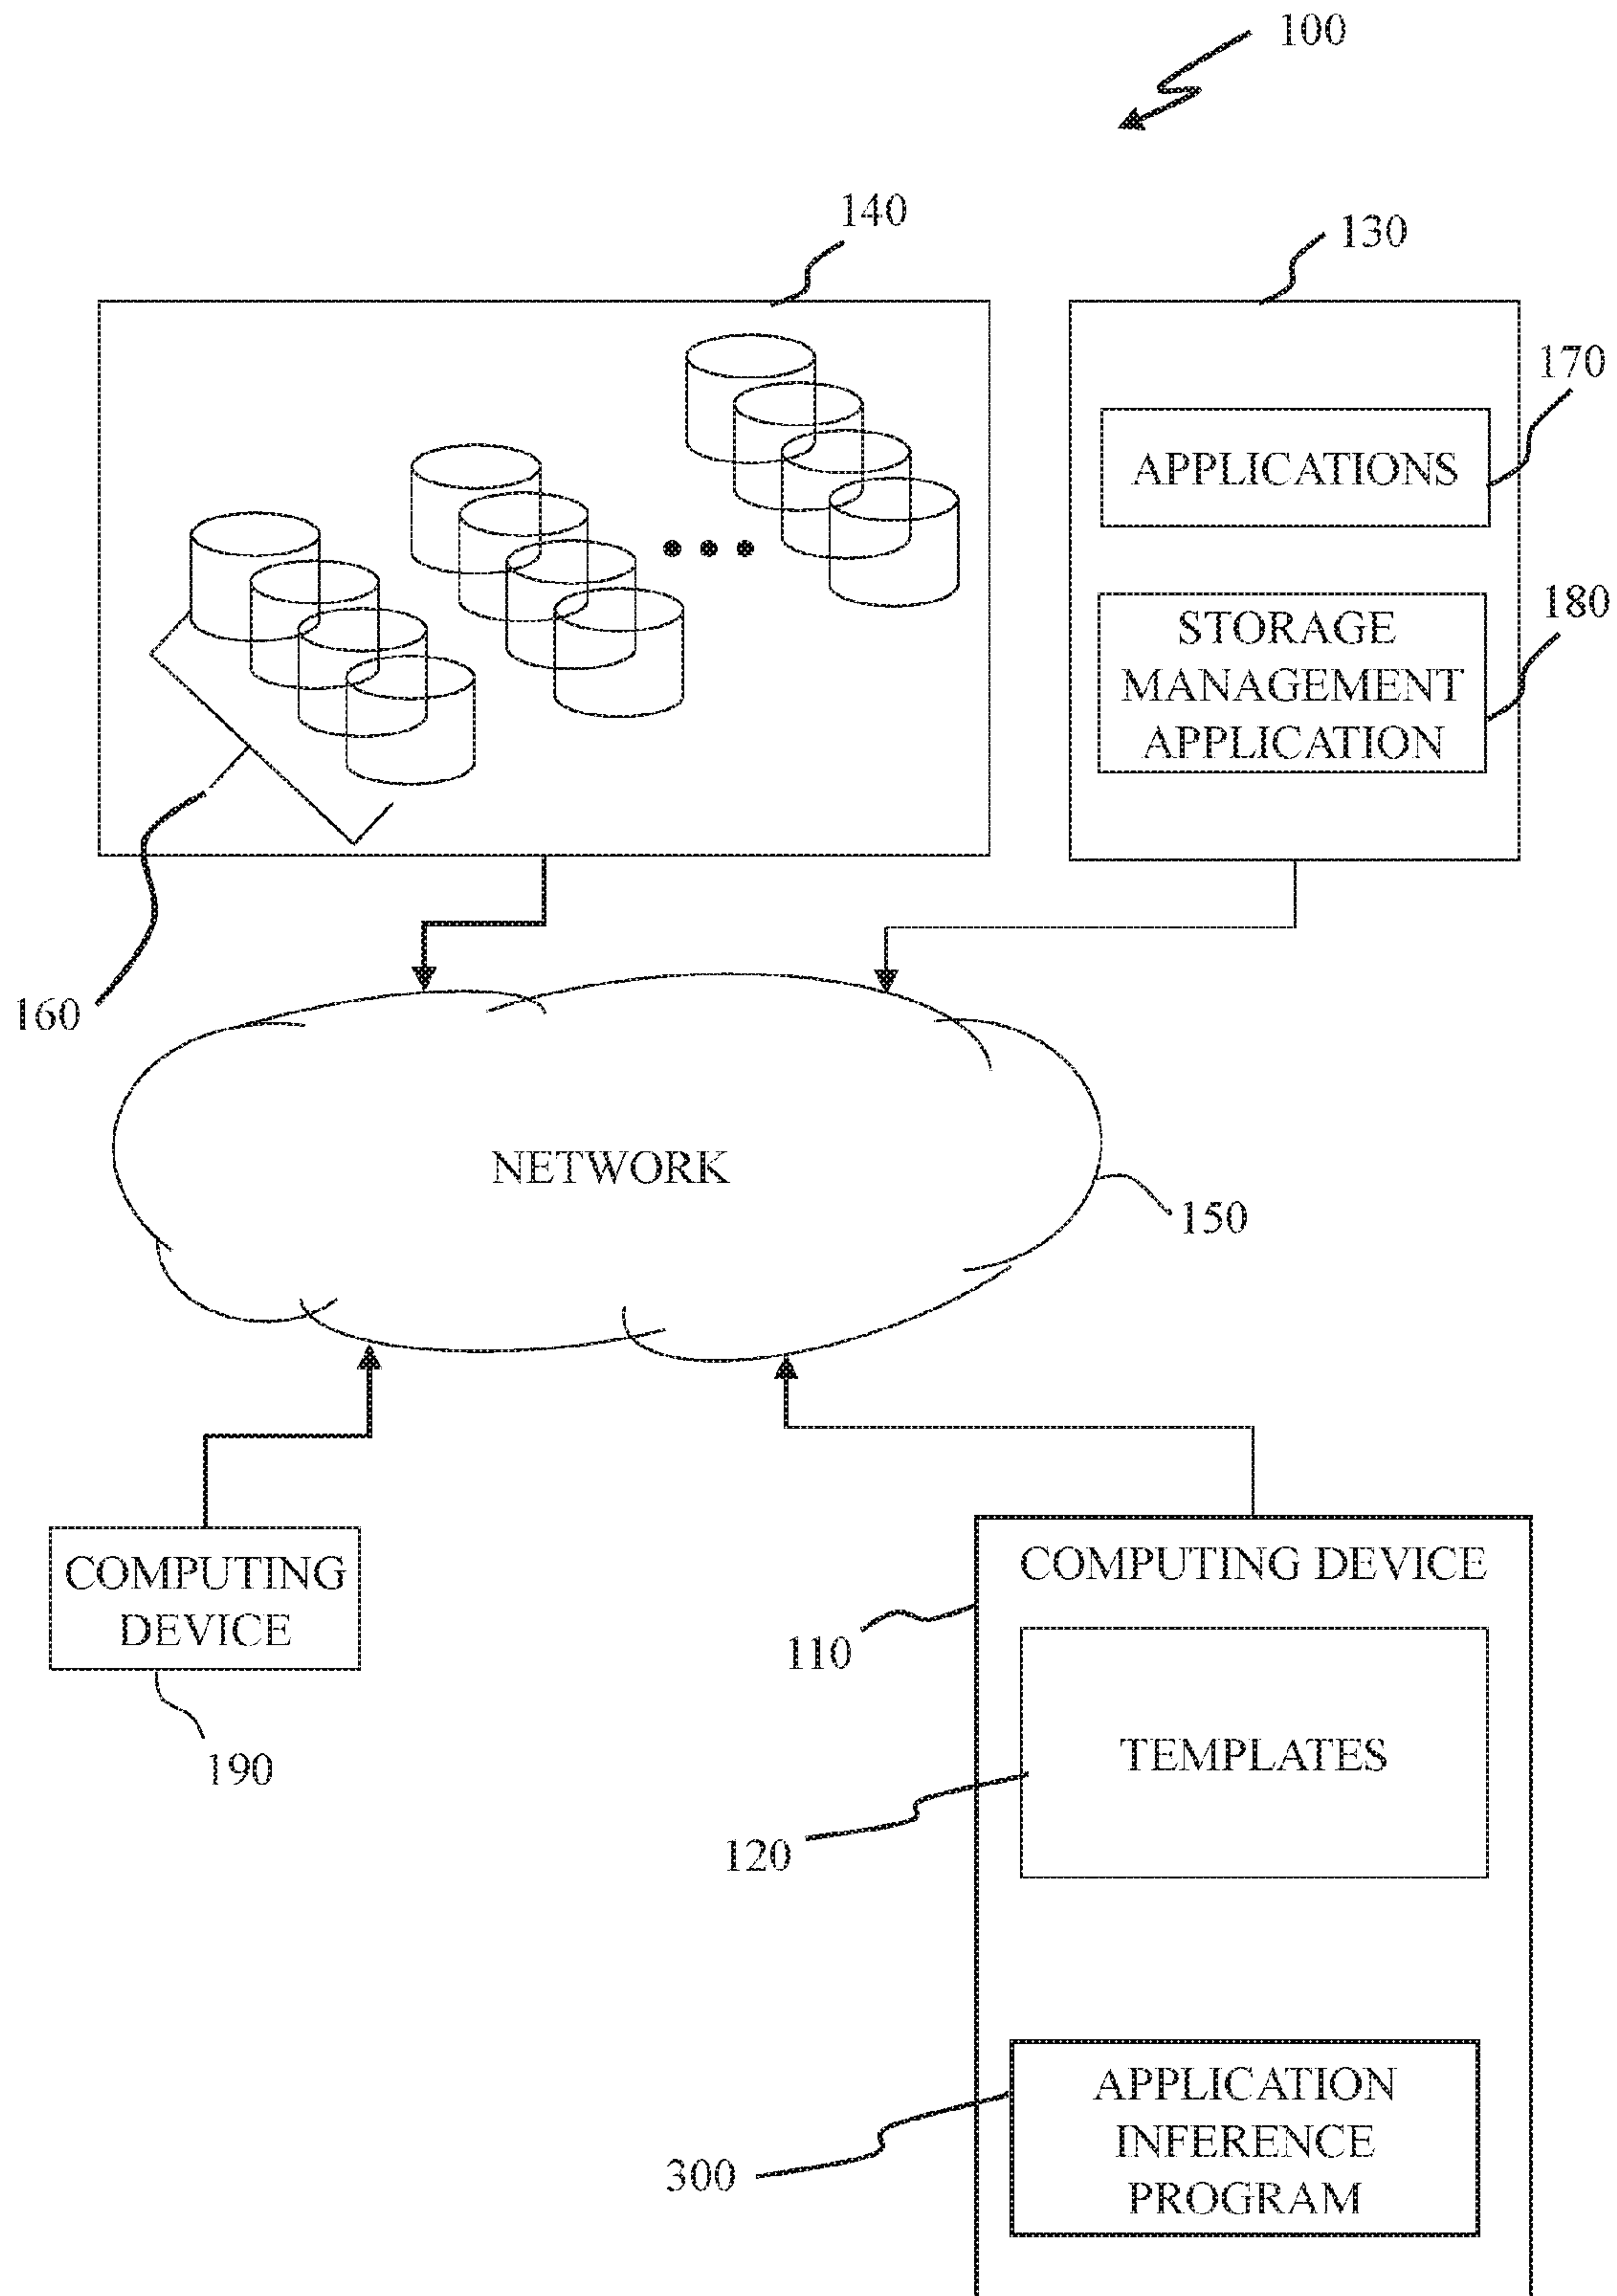 100
140
130
170
APPLICATIONS
180
STORAGE
MANAGEMENT
APPLICATION
160
NETWORK
150
COMPUTING
DEVICE
190
COMPUTING DEVICE
110
TEMPLATES
120
APPLICATION
INFERENCE
PROGRAM
300